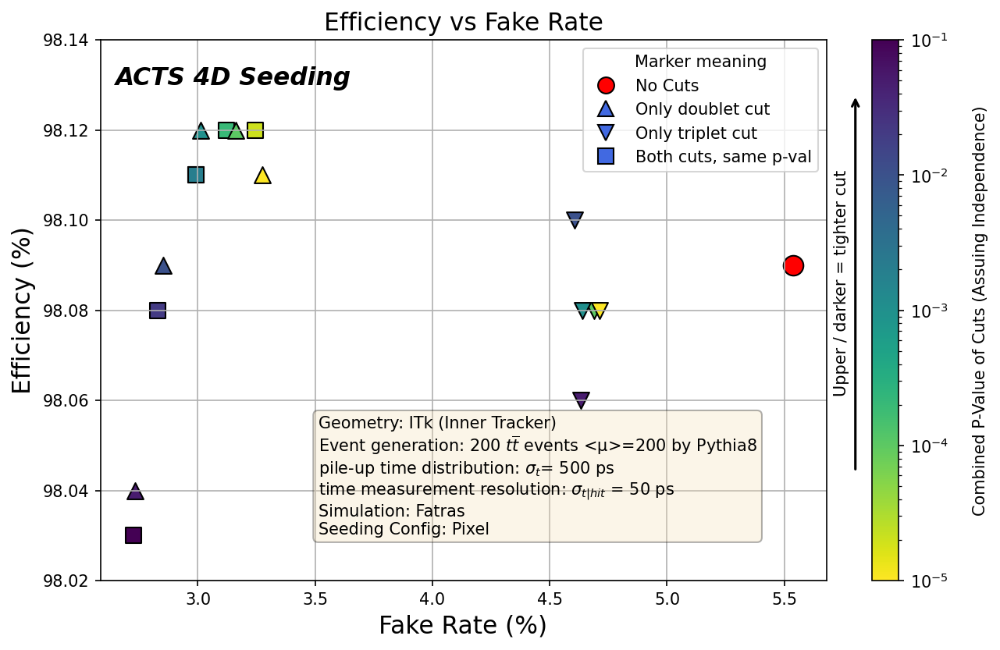 Efficiency vs Fake Rate
ACTS 4D Seeding
Marker meaning
No Cuts
Only doublet cut
Only triplet cut
Both cuts, same p-val
98.14
98.12
98.10
98.08
98.06
98.04
98.02
Efficiency (%)
Geometry: ITk (Inner Tracker)
Event generation: 200 tt̅ events <μ>=200 by Pythia8
pile-up time distribution: σₜ= 500 ps
time measurement resolution: σ_{t|hit} = 50 ps
Simulation: Fatras
Seeding Config: Pixel
3.0
3.5
4.0
4.5
5.0
5.5
Fake Rate (%)
Upper / darker = tighter cut
10⁻¹
10⁻²
10⁻³
10⁻⁴
10⁻⁵
Combined P-Value of Cuts (Assuing Independence)